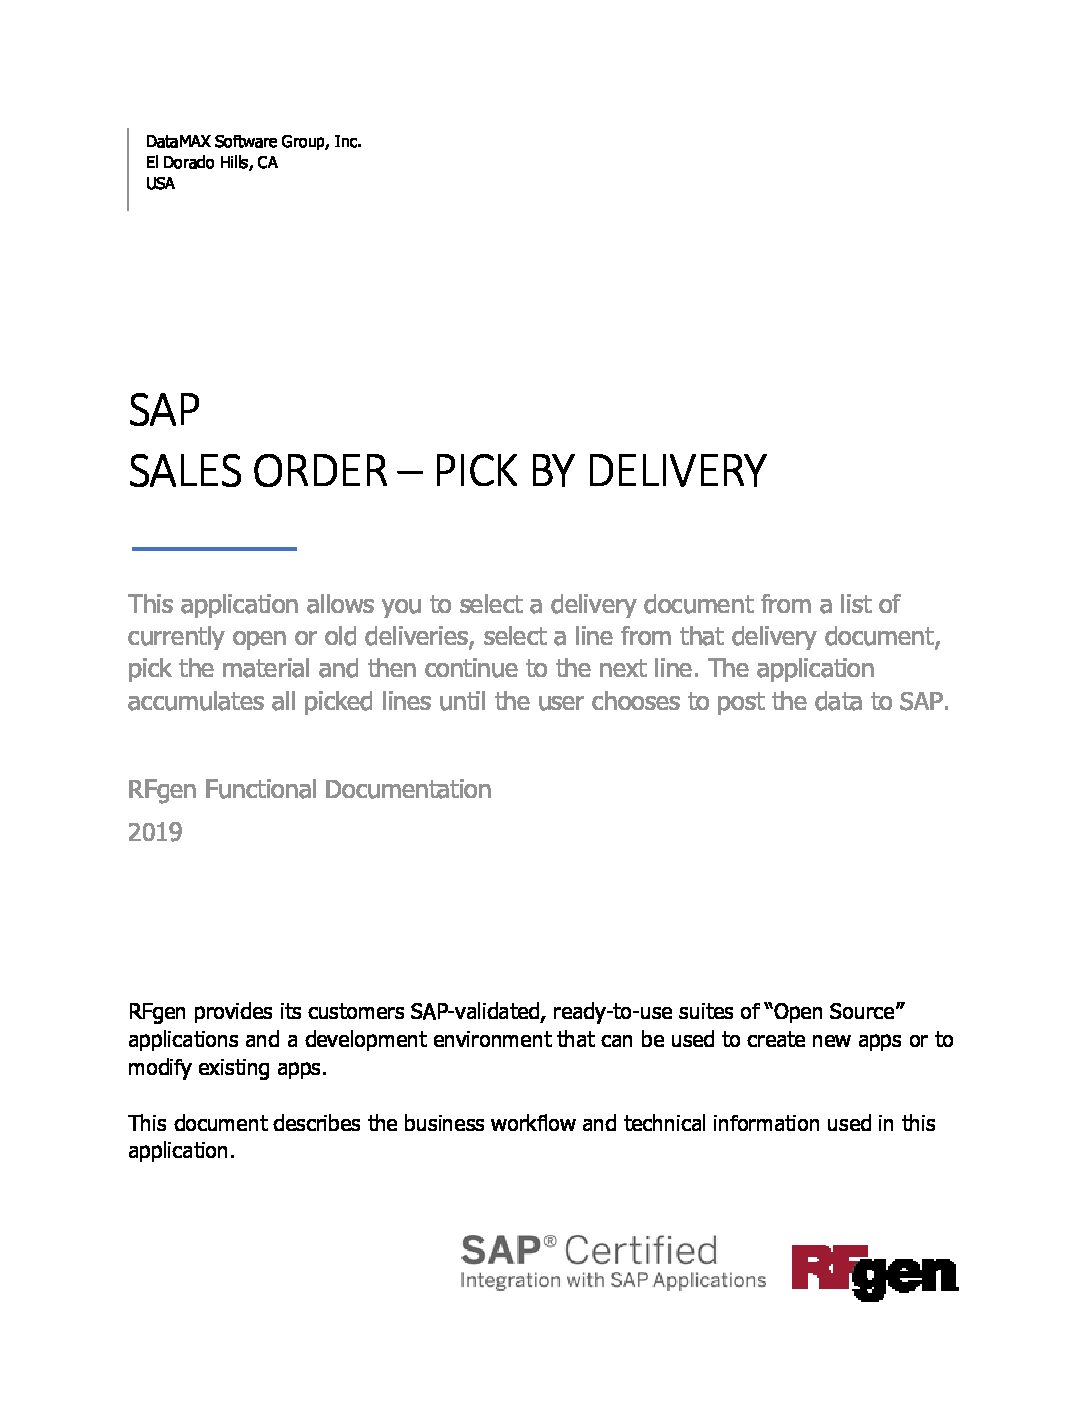 DataMAX Software Group, Inc.
El Dorado Hills, CA
USA
SAP
SALES ORDER – PICK BY DELIVERY
This application allows you to select a delivery document from a list of
currently open or old deliveries, select a line from that delivery document,
pick the material and then continue to the next line. The application
accumulates all picked lines until the user chooses to post the data to SAP.
RFgen Functional Documentation
2019
RFgen provides its customers SAP-validated, ready-to-use suites of “Open Source”
applications and a development environment that can be used to create new apps or to
modify existing apps.
This document describes the business workflow and technical information used in this
application.
SAP® Certified
Integration with SAP Applications
RFgen